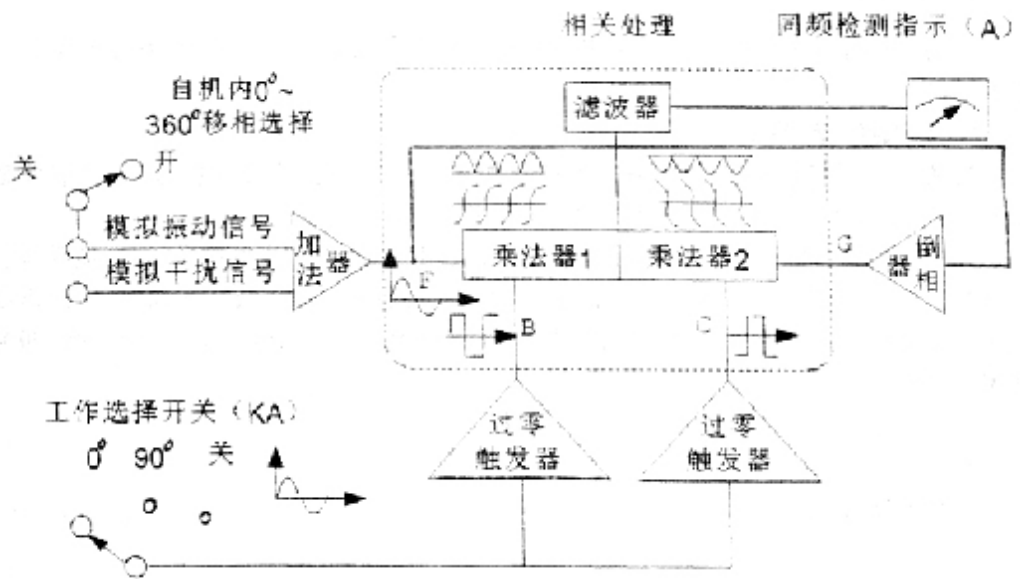 相关处理
同频检测指示（A）
自机内0°~
360°移相选择
滤波器
关
开
模拟振动信号
模拟干扰信号
加法器
F
乘法器1
乘法器2
G
倒相器
B
C
工作选择开关（KA）
0° 90° 关
过零
触发器
过零
触发器